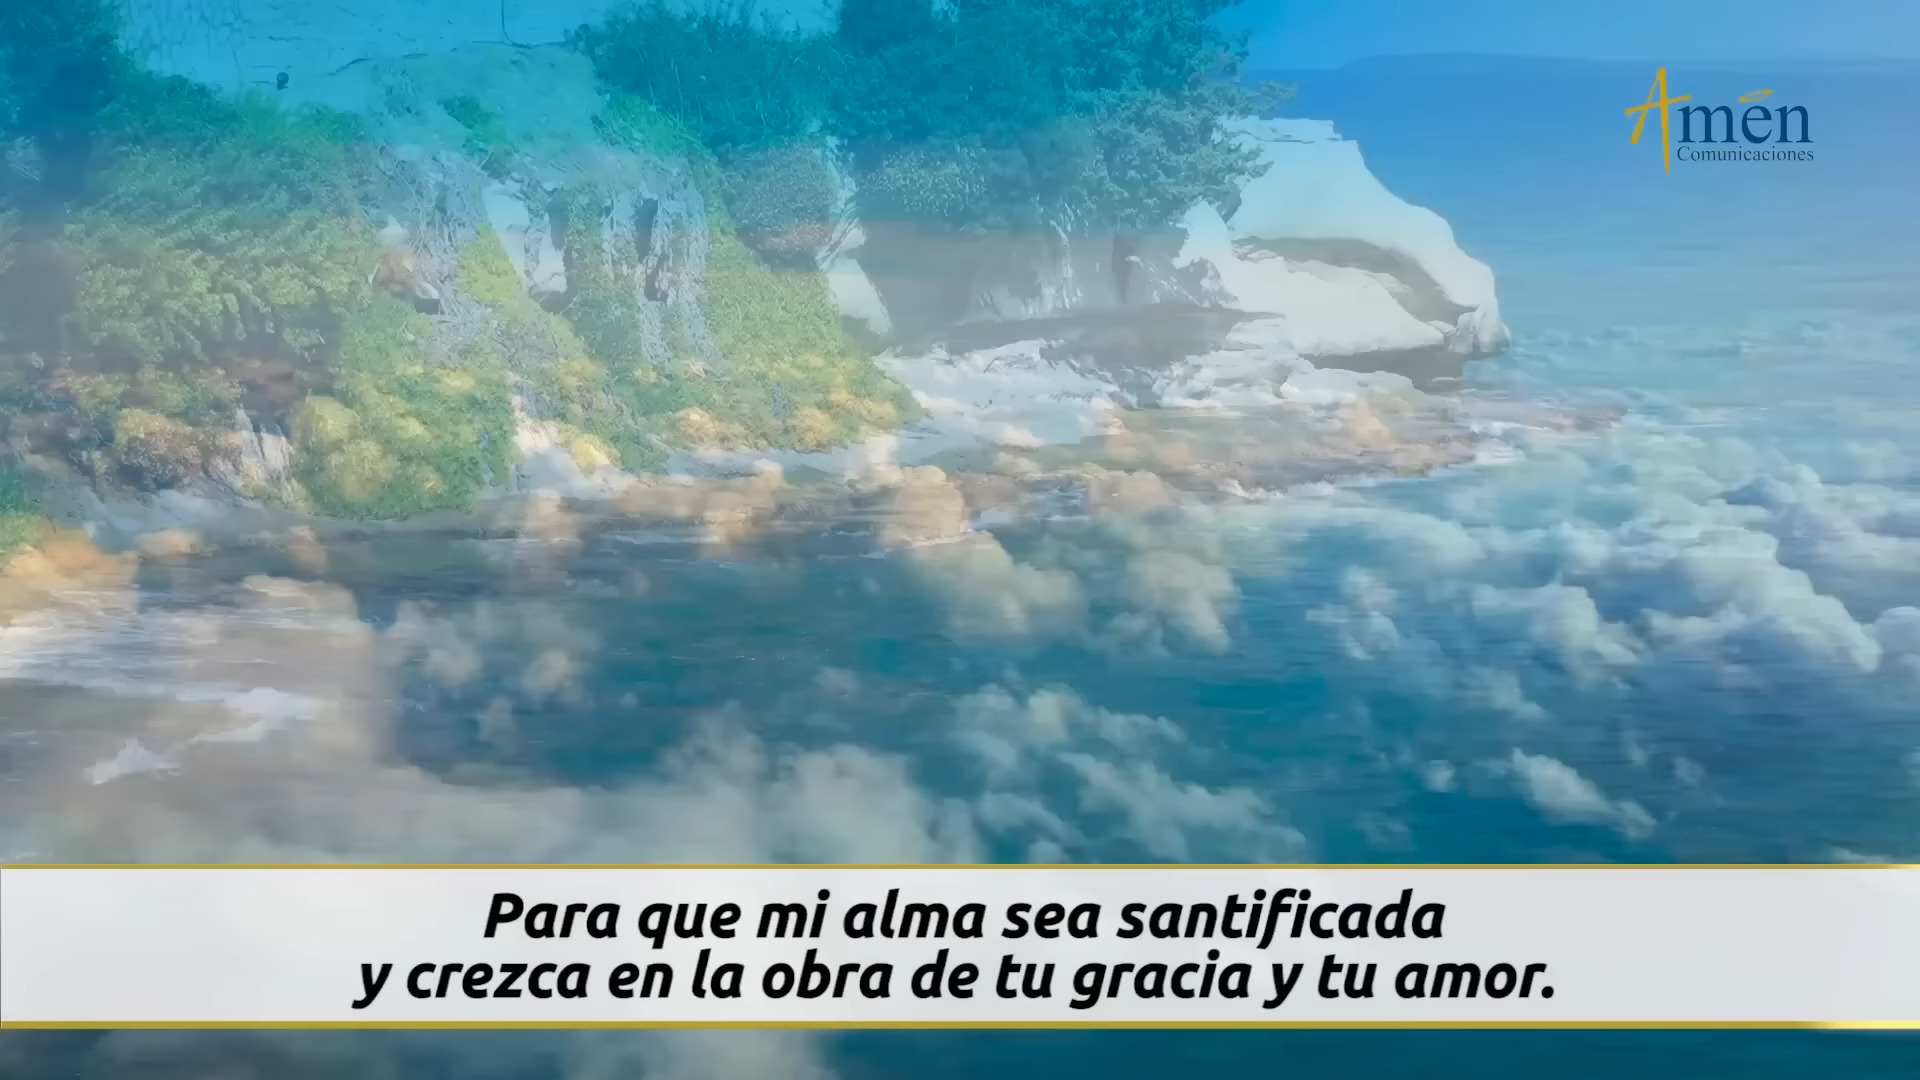 Amén
Comunicaciones
Para que mi alma sea santificada
y crezca en la obra de tu gracia y tu amor.